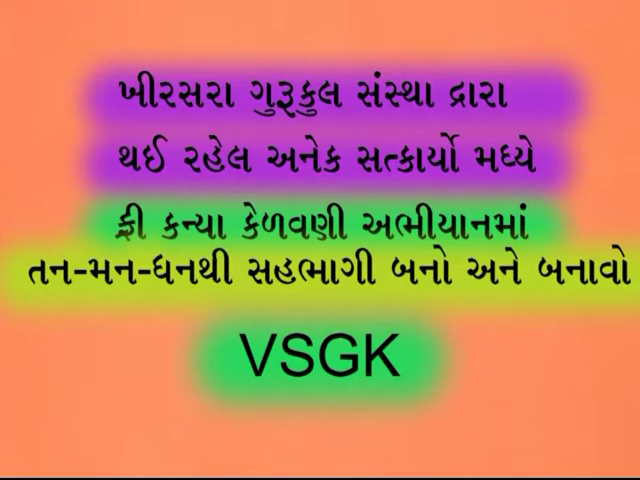 ખીરસરા ગુરૂકુલ સંસ્થા દ્રારા
થઈ રહેલ અનેક સત્કાર્યો મધ્યે
ફ્રી કન્યા કેળવણી અભીયાનમાં
તન-મન-ધનથી સહભાગી બનો અને બનાવો
VSGK